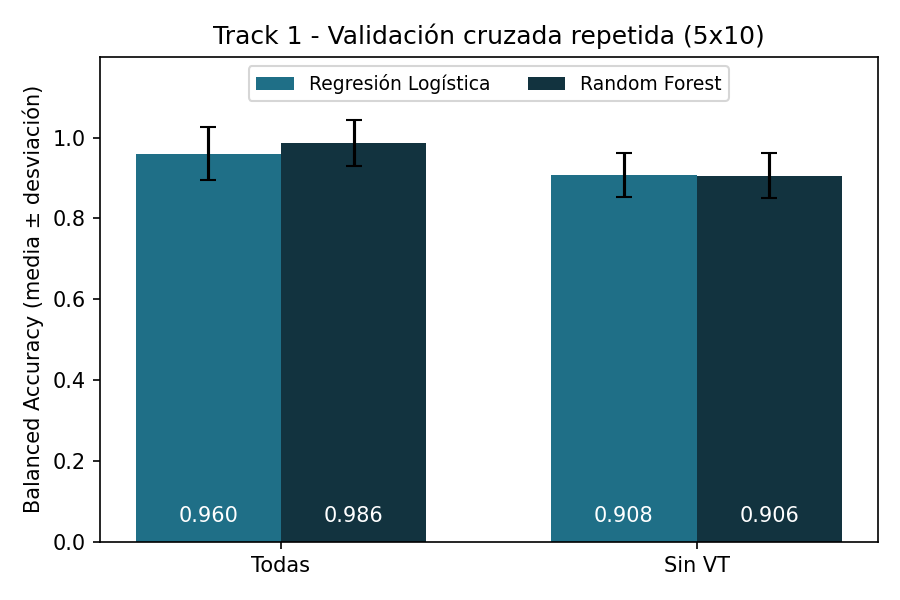 Track 1 - Validación cruzada repetida (5x10)
Regresión Logística
Random Forest
Balanced Accuracy (media ± desviación)
1.0
0.8
0.6
0.4
0.2
0.0
0.960
0.986
0.908
0.906
Todas
Sin VT